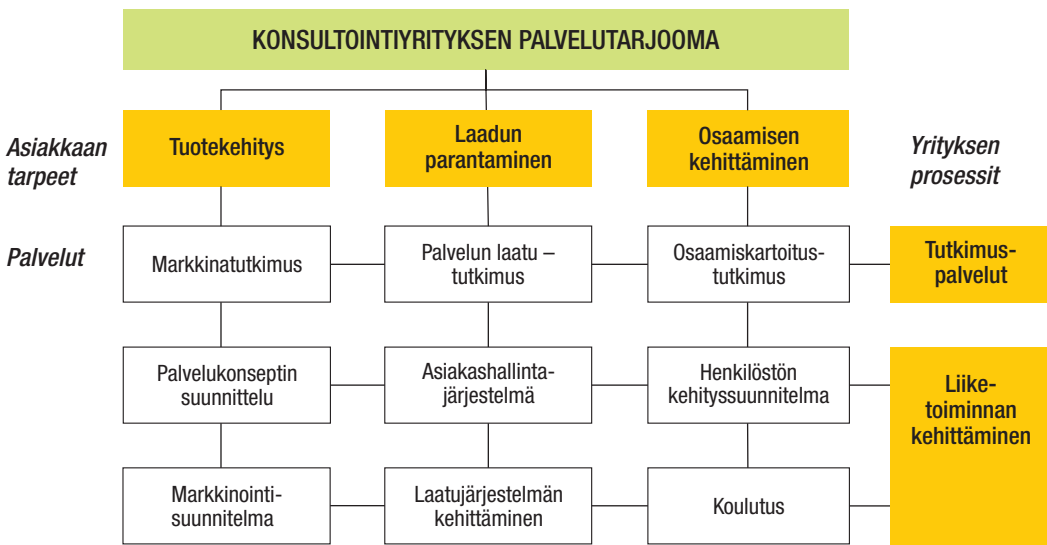 KONSULTOINTIYRITYKSEN PALVELUTARJOOMA
Asiakkaan
tarpeet
Tuotekehitys
Laadun
parantaminen
Osaamisen
kehittäminen
Yrityksen
prosessit
Palvelut
Markkinatutkimus
Palvelun laatu –
tutkimus
Osaamiskartoitus-
tutkimus
Tutkimus-
palvelut
Palvelukonseptin
suunnittelu
Asiakashallinta-
järjestelmä
Henkilöstön
kehityssuunnitelma
Liike-
toiminnan
kehittäminen
Markkinointi-
suunnitelma
Laatujärjestelmän
kehittäminen
Koulutus